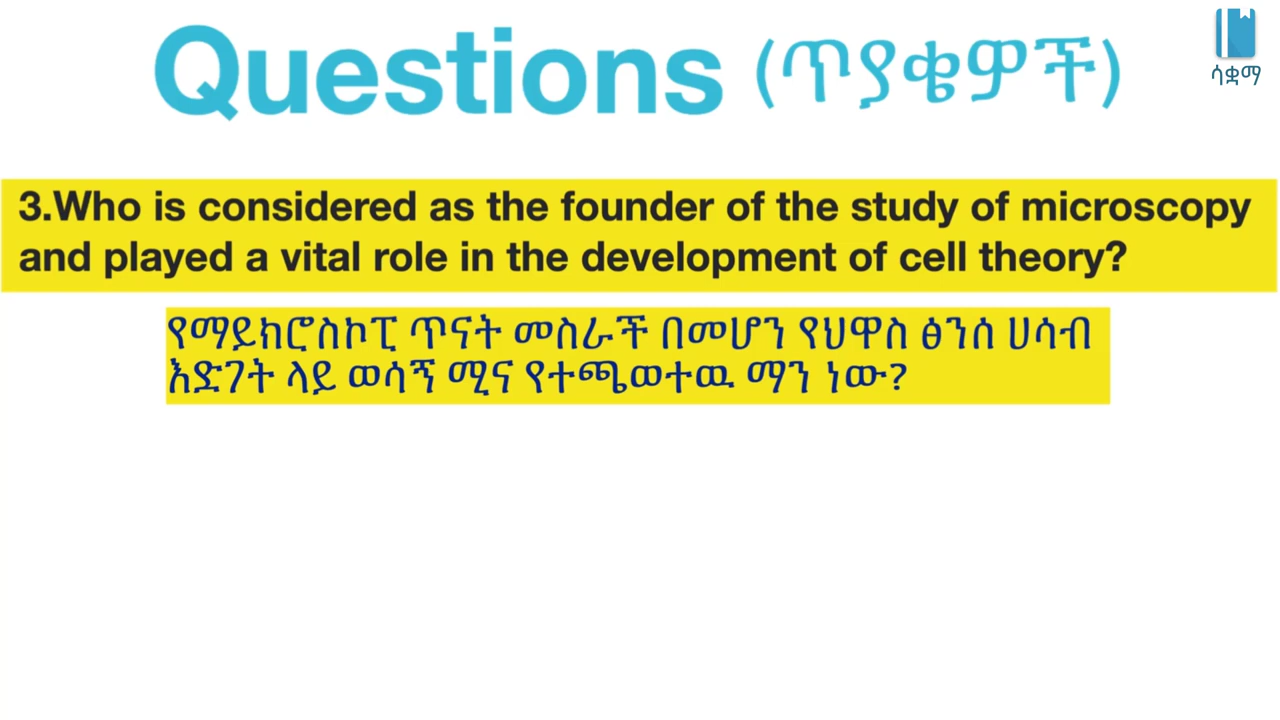 Questions (ጥያቄዎች)
ሳቋማ
3.Who is considered as the founder of the study of microscopy
and played a vital role in the development of cell theory?
የማይክሮስኮፒ ጥናት መስራች በመሆን የህዋስ ፅንሰ ሀሳብ
እድገት ላይ ወሳኝ ሚና የተጫወተዉ ማን ነው?